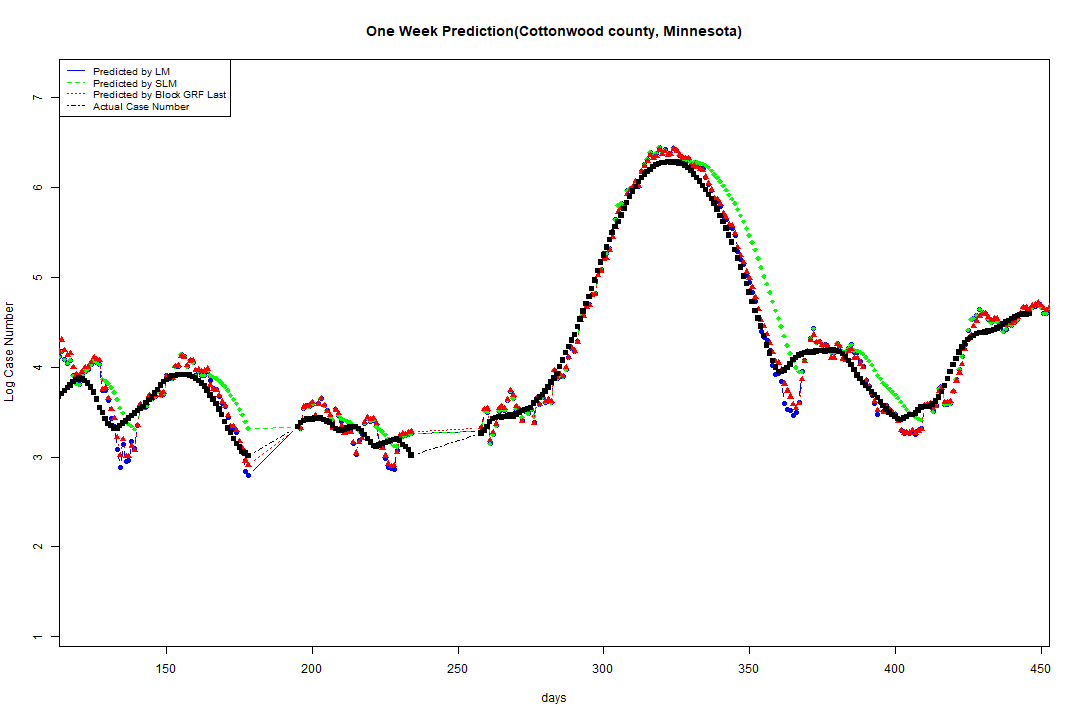 One Week Prediction(Cottonwood county, Minnesota)
Predicted by LM
Predicted by SLM
Predicted by Block GRF Last
Actual Case Number
Log Case Number
7
6
5
4
3
2
1
150 200 250 300 350 400 450
days